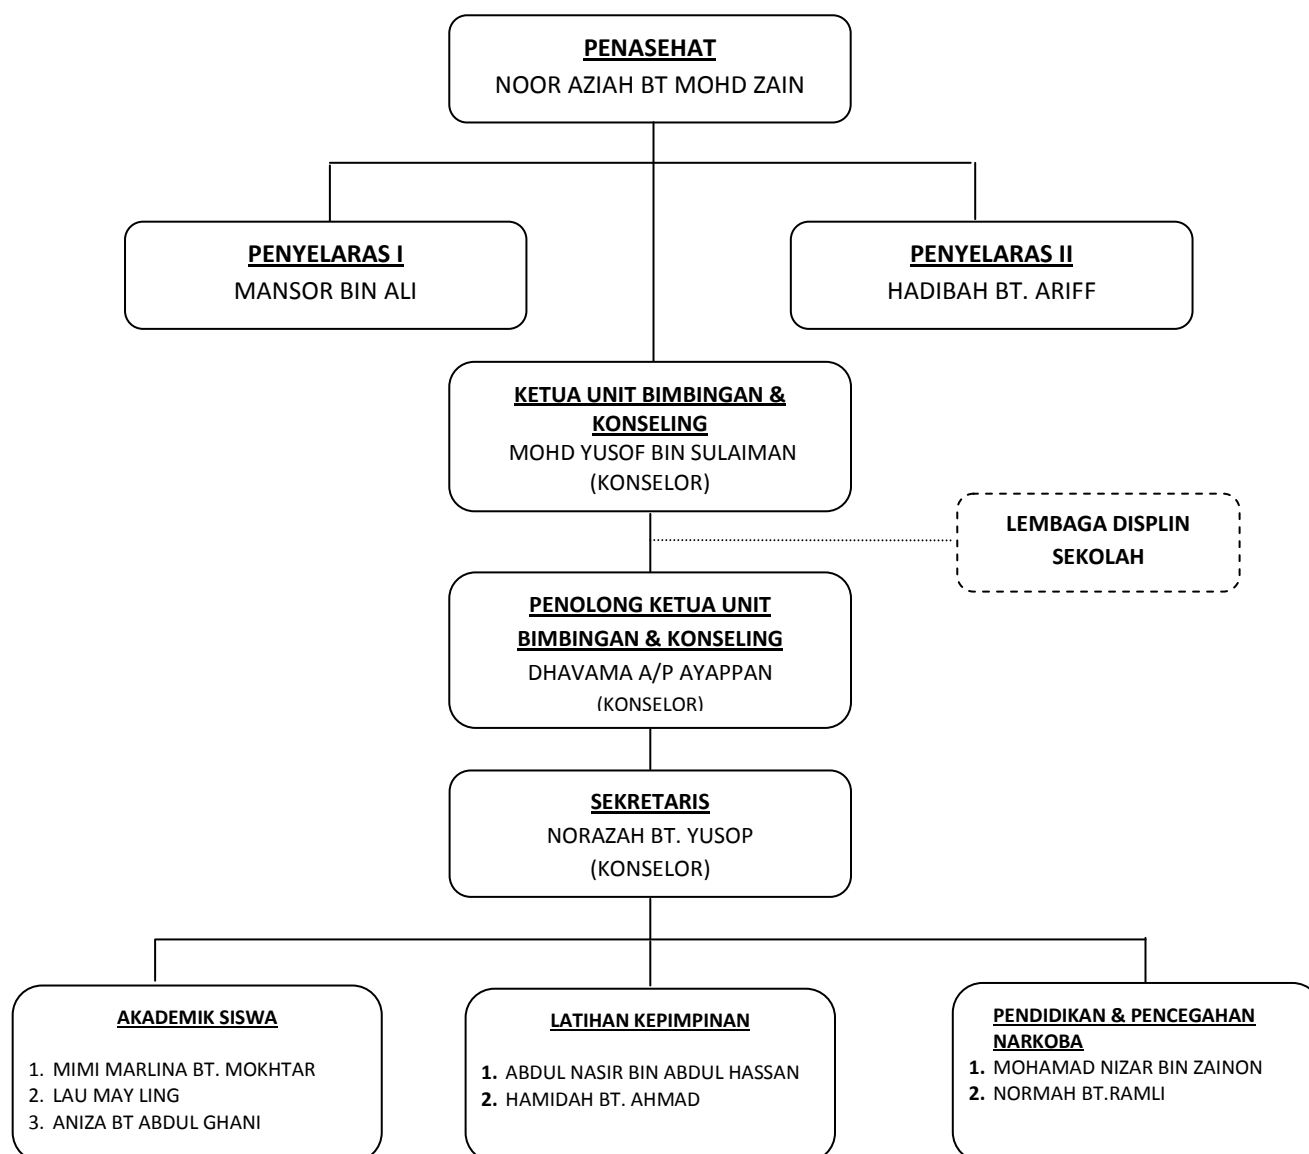 PENASEHAT
NOOR AZIAH BT MOHD ZAIN
PENYELARAS I
MANSOR BIN ALI
PENYELARAS II
HADIBAH BT. ARIFF
KETUA UNIT BIMBINGAN &
KONSELING
MOHD YUSOF BIN SULAIMAN
(KONSELOR)
LEMBAGA DISPLIN
SEKOLAH
PENOLONG KETUA UNIT
BIMBINGAN & KONSELING
DHAVAMA A/P AYAPPAN
(KONSELOR)
SEKRETARIS
NORAZAH BT. YUSOP
(KONSELOR)
AKADEMIK SISWA
1. MIMI MARLINA BT. MOKHTAR
2. LAU MAY LING
3. ANIZA BT ABDUL GHANI
LATIHAN KEPIMPINAN
1. ABDUL NASIR BIN ABDUL HASSAN
2. HAMIDAH BT. AHMAD
PENDIDIKAN & PENCEGAHAN
NARKOBA
1. MOHAMAD NIZAR BIN ZAINON
2. NORMAH BT.RAMLI